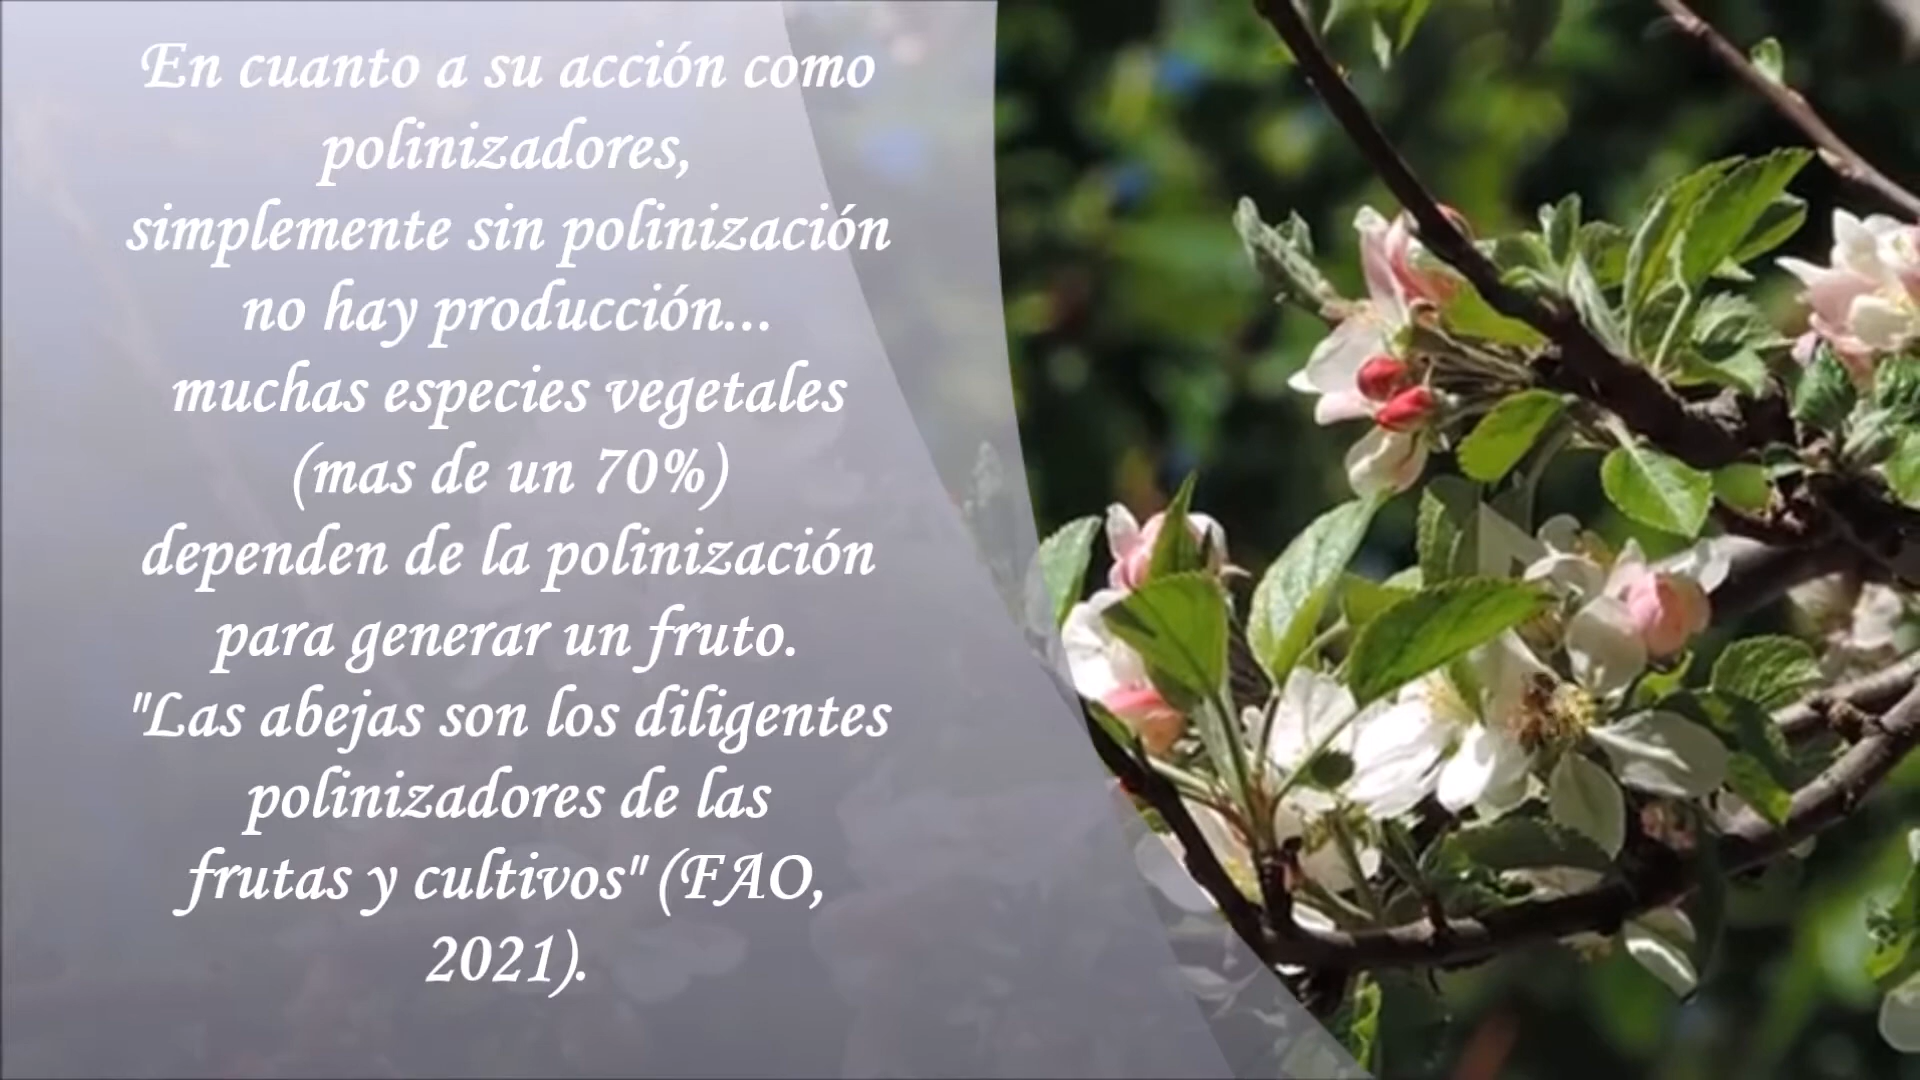 En cuanto a su acción como
polinizadores,
simplemente sin polinización
no hay producción...
muchas especies vegetales
(mas de un 70%)
dependen de la polinización
para generar un fruto.
"Las abejas son los diligentes
polinizadores de las
frutas y cultivos" (FAO,
2021).